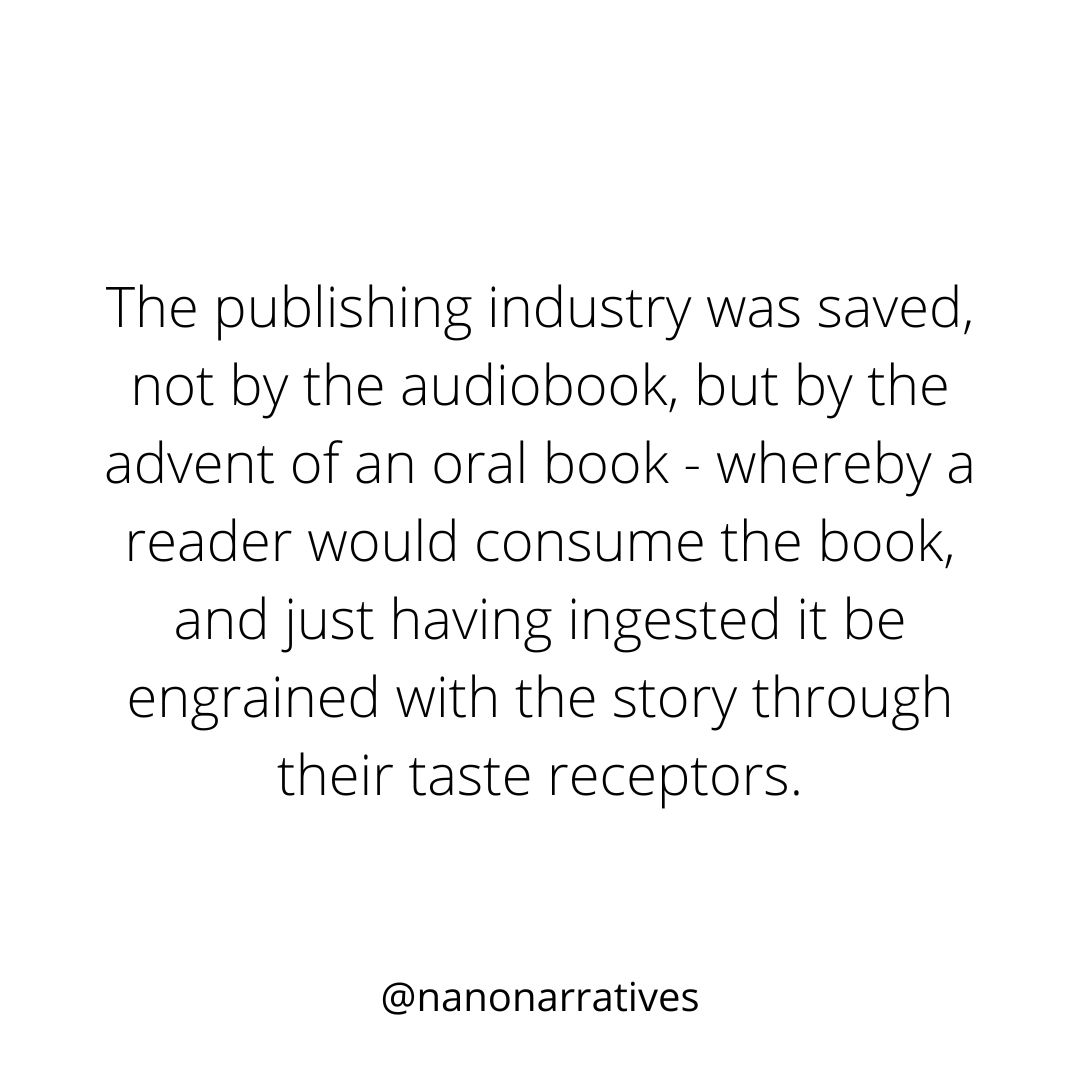 The publishing industry was saved,
not by the audiobook, but by the
advent of an oral book - whereby a
reader would consume the book,
and just having ingested it be
engrained with the story through
their taste receptors.
@nanonarratives